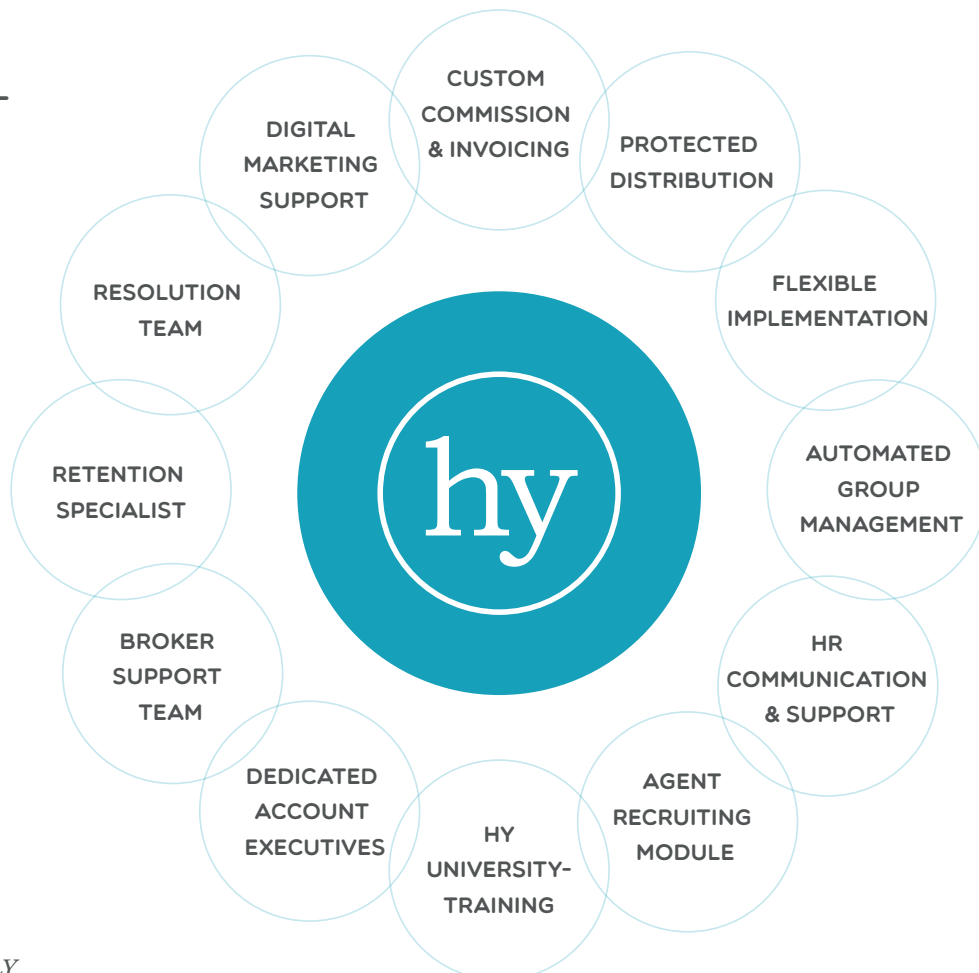 CUSTOM
COMMISSION
& INVOICING
PROTECTED
DISTRIBUTION
FLEXIBLE
IMPLEMENTATION
AUTOMATED
GROUP
MANAGEMENT
HR
COMMUNICATION
& SUPPORT
AGENT
RECRUITING
MODULE
HY
UNIVERSITY-
TRAINING
DEDICATED
ACCOUNT
EXECUTIVES
BROKER
SUPPORT
TEAM
RETENTION
SPECIALIST
RESOLUTION
TEAM
DIGITAL
MARKETING
SUPPORT
hy
Y